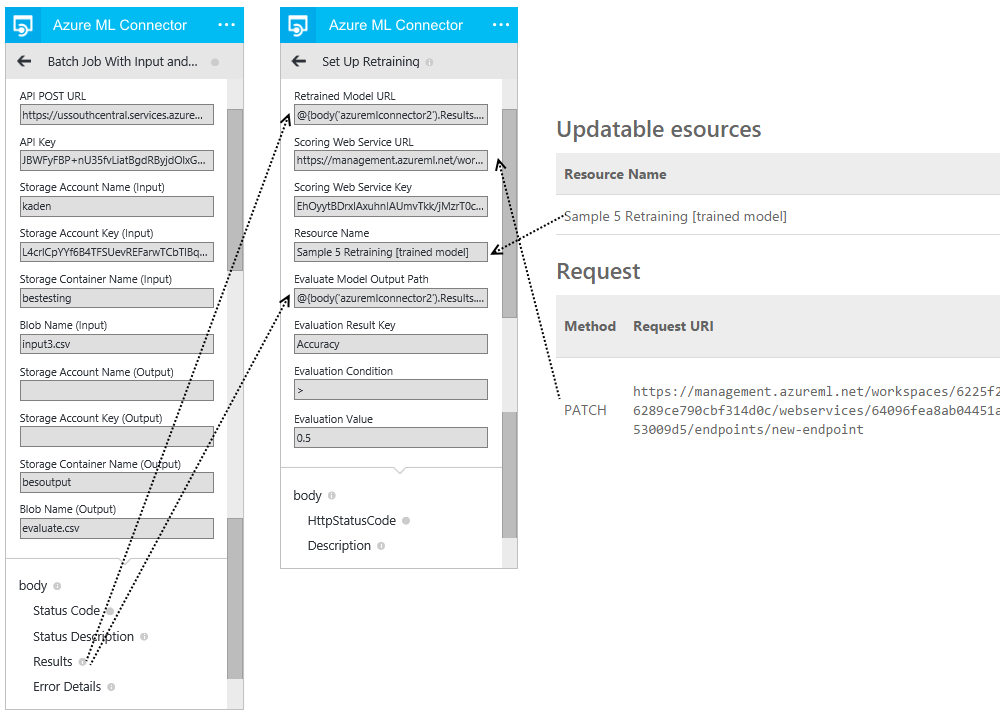 Azure ML Connector
Batch Job With Input and...
API POST URL
https://ussouthcentral.services.azure...
API Key
JBWFyFBP+nU35fvLiatBgdRByjdOlxG...
Storage Account Name (Input)
kaden
Storage Account Key (Input)
L4crICpYYf6B4TFSUevREFarwTCbTIBq...
Storage Container Name (Input)
bestesting
Blob Name (Input)
input3.csv
Storage Account Name (Output)
Storage Account Key (Output)
Storage Container Name (Output)
besoutput
Blob Name (Output)
evaluate.csv
body
Status Code
Status Description
Results
Error Details
Azure ML Connector
Set Up Retraining
Retrained Model URL
@{body('azuremlconnector2').Results....
Scoring Web Service URL
https://management.azureml.net/wor...
Scoring Web Service Key
EhOyytBDrxIAxuhnIAUmvTkk/jMzrT0c...
Resource Name
Sample 5 Retraining [trained model]
Evaluate Model Output Path
@{body('azuremlconnector2').Results....
Evaluation Result Key
Accuracy
Evaluation Condition
>
Evaluation Value
0.5
body
HttpStatusCode
Description
Updatable esources
Resource Name
Sample 5 Retraining [trained model]
Request
Method Request URI
PATCH
https://management.azureml.net/workspaces/6225f2
6289ce790cbf314d0c/webservices/64096fea8ab04451a
53009d5/endpoints/new-endpoint